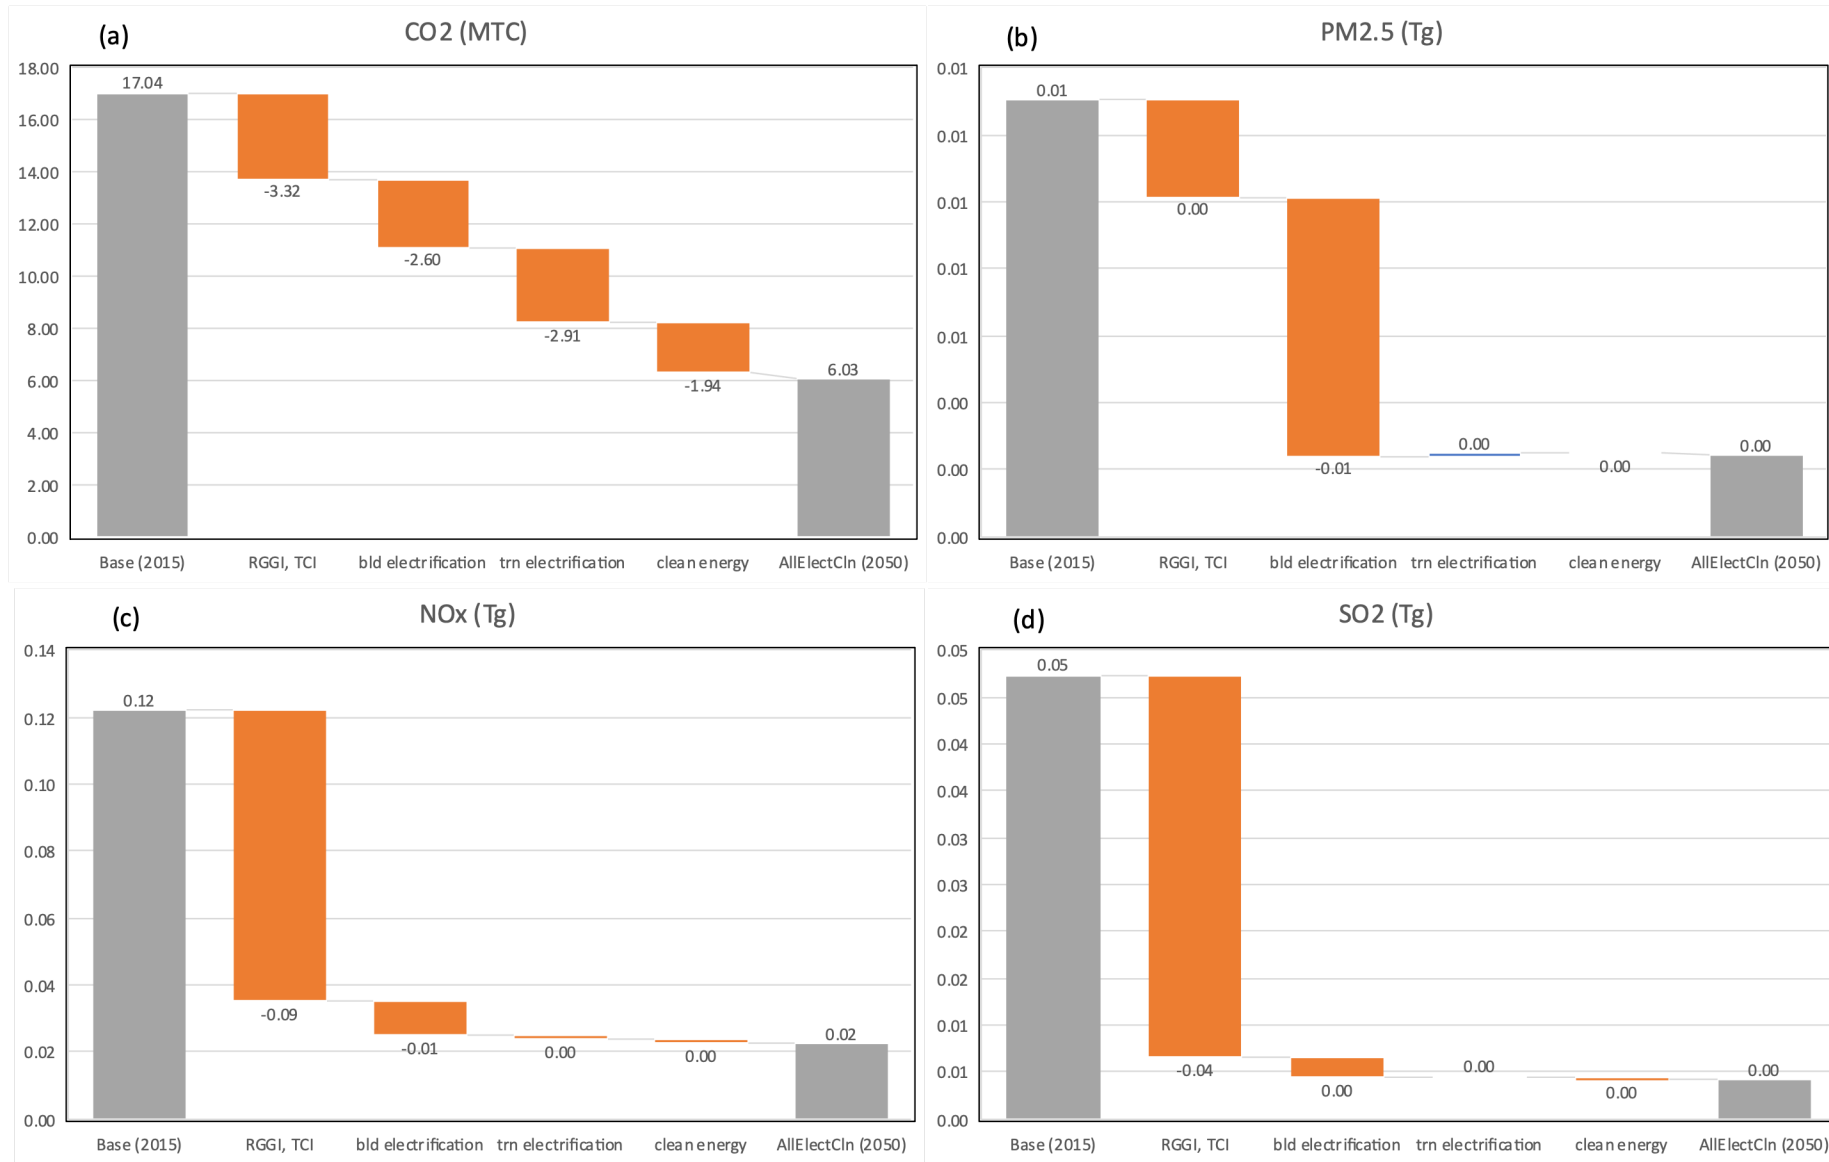 (a)
CO2 (MTC)
18.00
16.00
14.00
12.00
10.00
8.00
6.00
4.00
2.00
0.00
17.04
-3.32
-2.60
-2.91
-1.94
6.03
Base (2015)
RGGI, TCI
bld electrification
trn electrification
clean energy
AllElectCln (2050)
(b)
PM2.5 (Tg)
0.01
0.01
0.01
0.01
0.01
0.00
0.00
0.00
0.01
0.00
-0.01
0.00
0.00
0.00
Base (2015)
RGGI, TCI
bld electrification
trn electrification
clean energy
AllElectCln (2050)
(c)
NOx (Tg)
0.14
0.12
0.10
0.08
0.06
0.04
0.02
0.00
0.12
-0.09
-0.01
0.00
0.00
0.02
Base (2015)
RGGI, TCI
bld electrification
trn electrification
clean energy
AllElectCln (2050)
(d)
SO2 (Tg)
0.05
0.05
0.04
0.04
0.03
0.03
0.02
0.02
0.01
0.01
0.00
0.05
-0.04
0.00
0.00
0.00
0.00
Base (2015)
RGGI, TCI
bld electrification
trn electrification
clean energy
AllElectCln (2050)